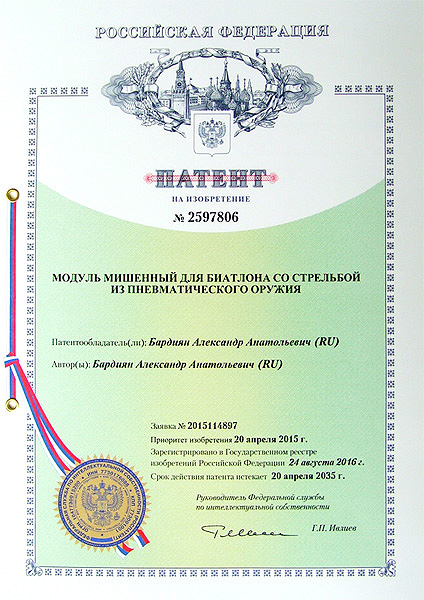 РОССИЙСКАЯ ФЕДЕРАЦИЯ
ПАТЕНТ
НА ИЗОБРЕТЕНИЕ
№ 2597806
МОДУЛЬ МИШЕННЫЙ ДЛЯ БИАТЛОНА СО СТРЕЛЬБОЙ
ИЗ ПНЕВМАТИЧЕСКОГО ОРУЖИЯ
Патентообладатель(ли): Бардиян Александр Анатольевич (RU)
Автор(ы): Бардиян Александр Анатольевич (RU)
Заявка № 2015114897
Приоритет изобретения 20 апреля 2015 г.
Зарегистрировано в Государственном реестре
изобретений Российской Федерации 24 августа 2016 г.
Срок действия патента истекает 20 апреля 2035 г.
Руководитель Федеральной службы
по интеллектуальной собственности
Г.П. Ивлиев